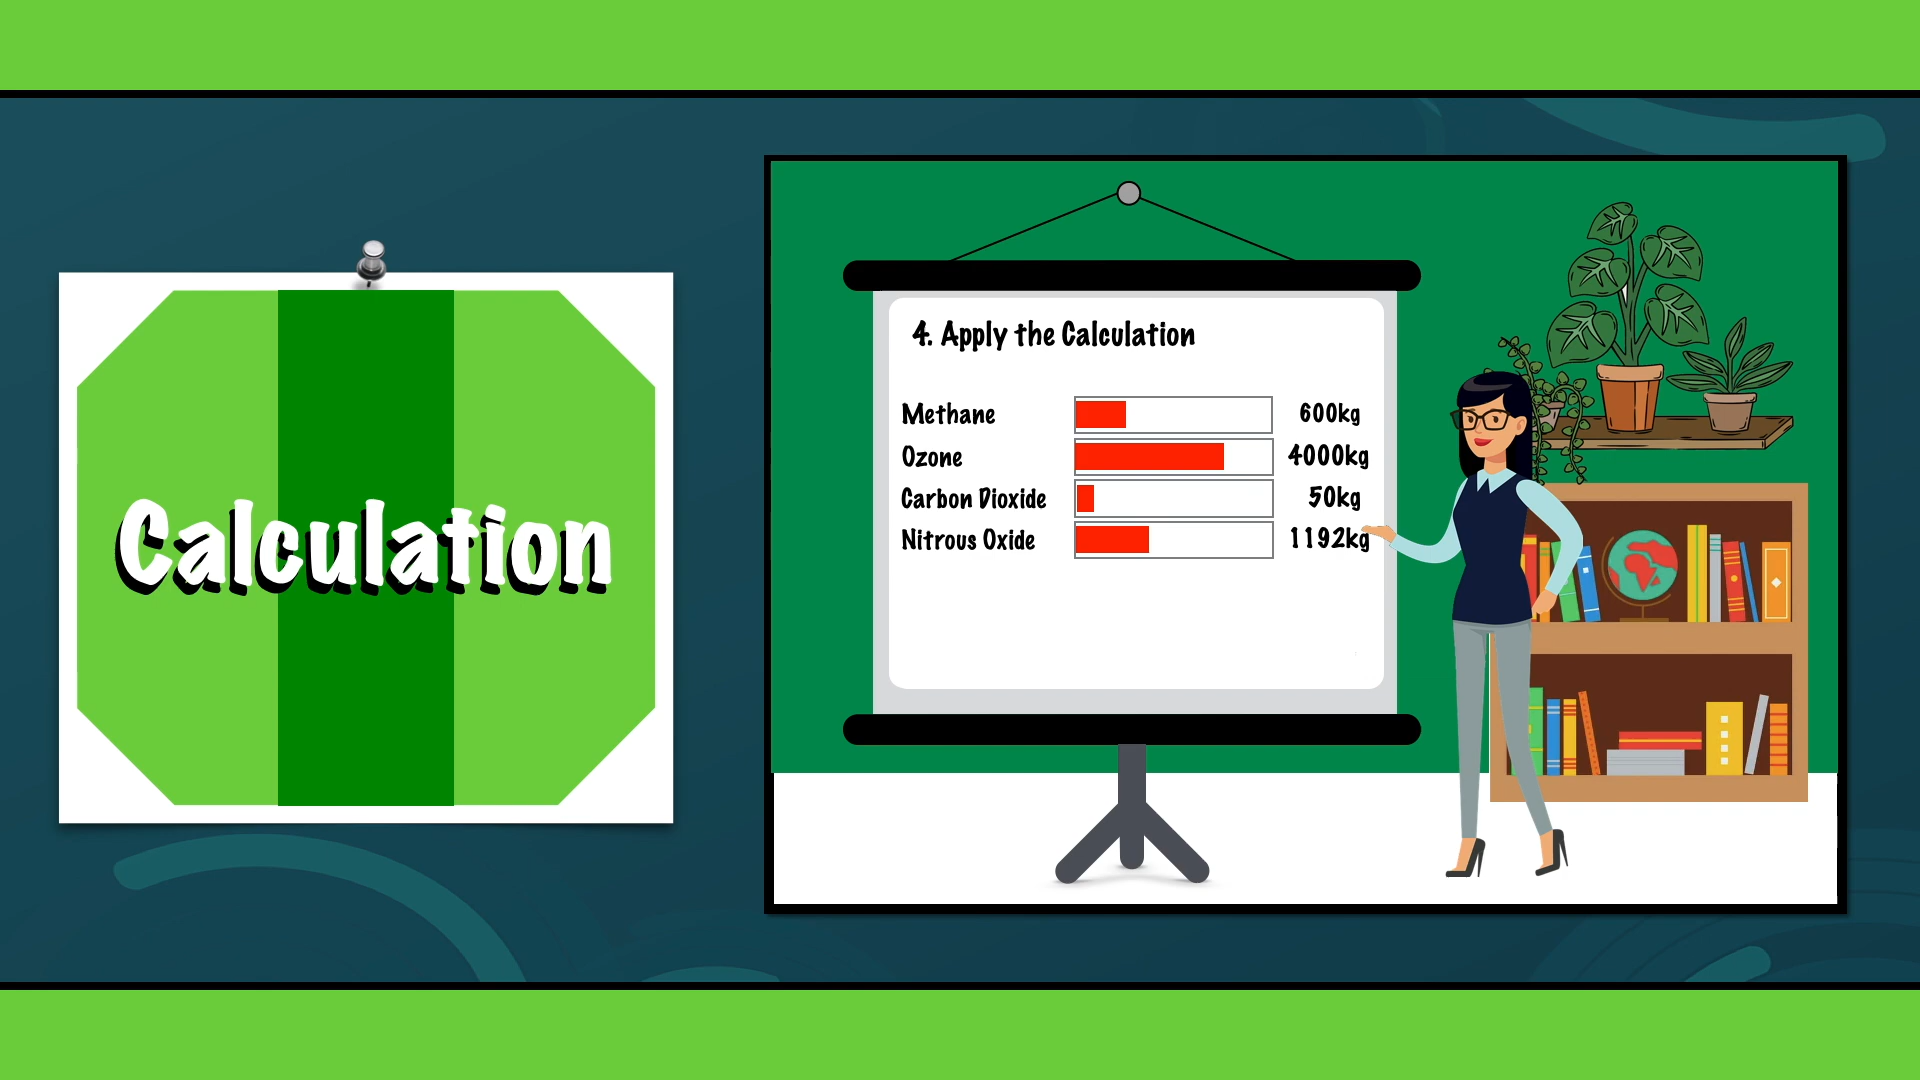 Calculation
4. Apply the Calculation
Methane 600kg
Ozone 4000kg
Carbon Dioxide 50kg
Nitrous Oxide 1192kg